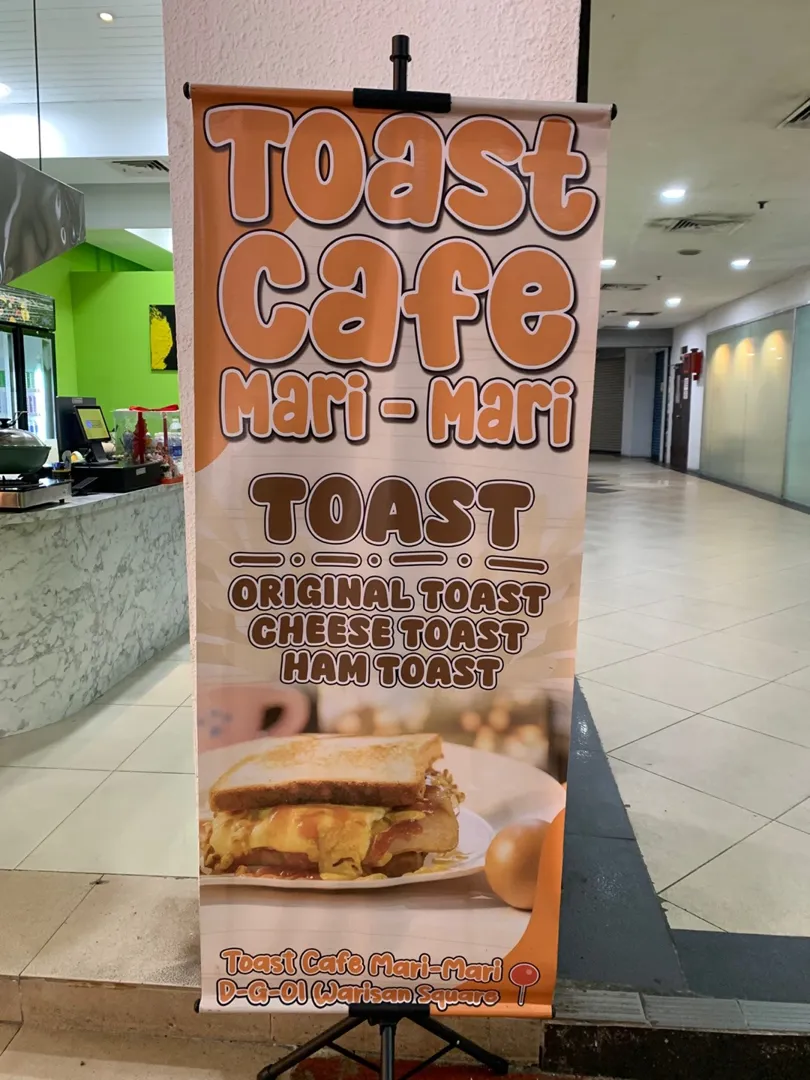 Toast
Cafe
Mari - Mari
TOAST
ORIGINAL TOAST
CHEESE TOAST
HAM TOAST
Toast Cafe Mari-Mari
D-G-01 Warisan Square